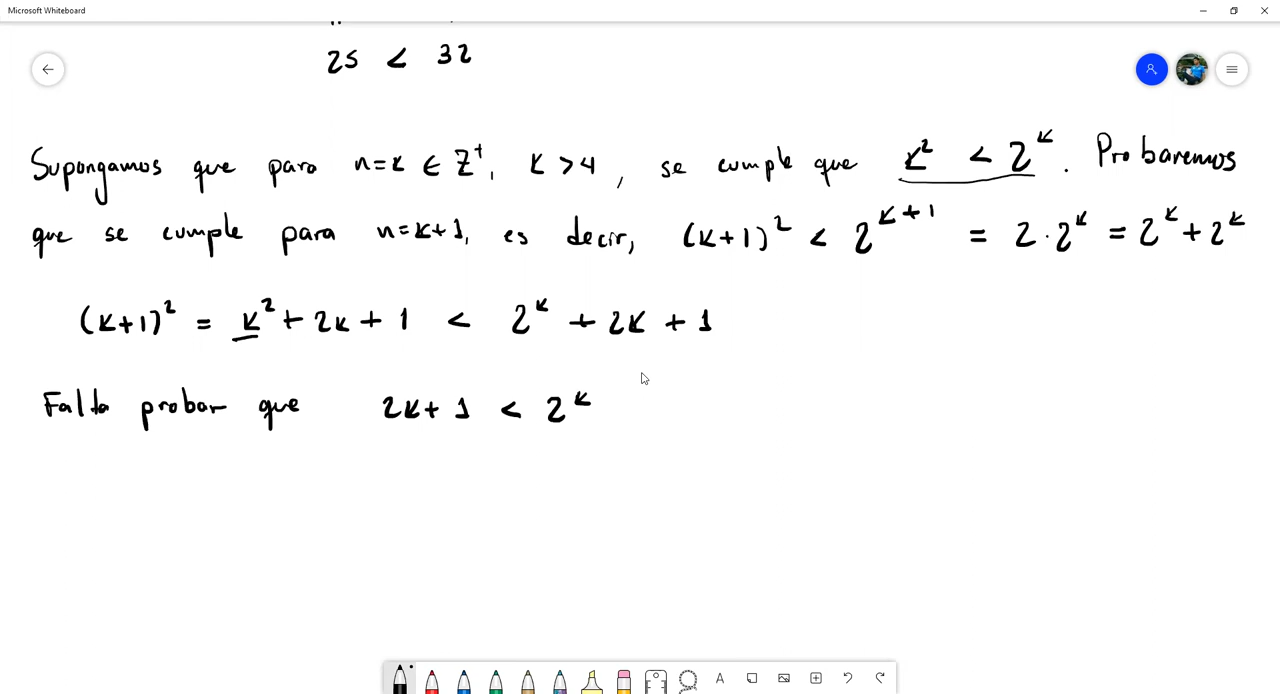 Microsoft Whiteboard
25 < 32
Supongamos que para n=k ∈ Z⁺, k>4, se cumple que k² < 2ᵏ. Probaremos
que se cumple para n=k+1, es decir, (k+1)² < 2ᵏ⁺¹ = 2·2ᵏ = 2ᵏ+2ᵏ
(k+1)² = k²+2k+1 < 2ᵏ + 2k + 1
Falta probar que 2k+1 < 2ᵏ